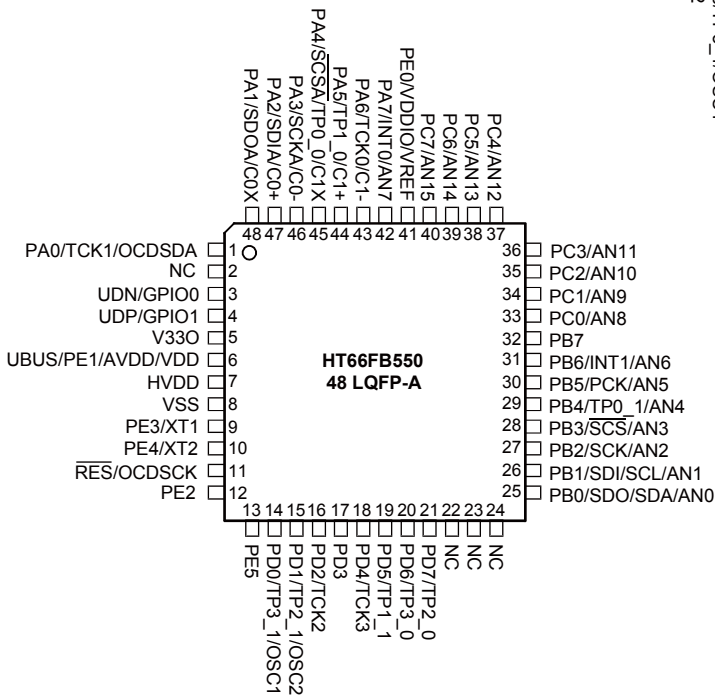 PA1/SDOA/C0X
PA2/SDIA/C0+
PA3/SCKA/C0-
PA4/SCSA/TP0_0/C1X
PA5/TP1_0/C1+
PA6/TCK0/C1-
PA7/INT0/AN7
PE0/VDDIO/VREF
PC7/AN15
PC6/AN14
PC5/AN13
PC4/AN12
48 47 46 45 44 43 42 41 40 39 38 37
PA0/TCK1/OCDSDA 1
NC 2
UDN/GPIO0 3
UDP/GPIO1 4
V33O 5
UBUS/PE1/AVDD/VDD 6
HVDD 7
VSS 8
PE3/XT1 9
PE4/XT2 10
RES/OCDSCK 11
PE2 12
HT66FB550
48 LQFP-A
36 PC3/AN11
35 PC2/AN10
34 PC1/AN9
33 PC0/AN8
32 PB7
31 PB6/INT1/AN6
30 PB5/PCK/AN5
29 PB4/TP0_1/AN4
28 PB3/SCS/AN3
27 PB2/SCK/AN2
26 PB1/SDI/SCL/AN1
25 PB0/SDO/SDA/AN0
13 14 15 16 17 18 19 20 21 22 23 24
PE5
PD0/TP3_1/OSC1
PD1/TP2_1/OSC2
PD2/TCK2
PD3
PD4/TCK3
PD5/TP1_1
PD6/TP3_0
PD7/TP2_0
NC
NC
NC